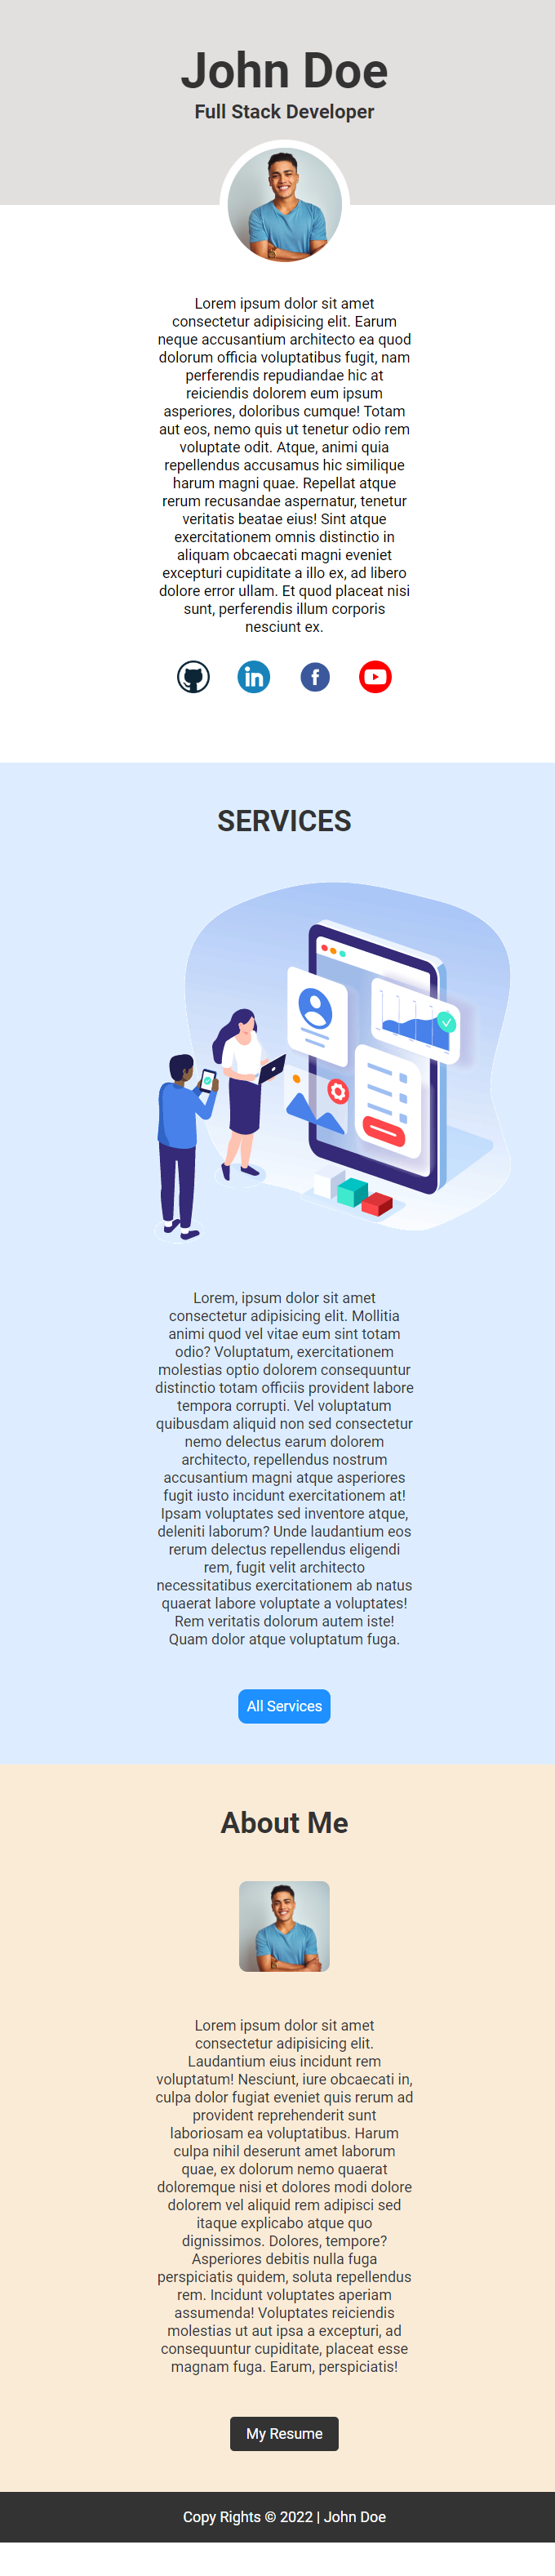 John Doe
Full Stack Developer
Lorem ipsum dolor sit amet
consectetur adipisicing elit. Earum
neque accusantium architecto ea quod
dolorum officia voluptatibus fugit, nam
perferendis repudiandae hic at
reiciendis dolorem eum ipsum
asperiores, doloribus cumque! Totam
aut eos, nemo quis ut tenetur odio rem
voluptate odit. Atque, animi quia
repellendus accusamus hic similique
harum magni quae. Repellat atque
rerum recusandae aspernatur, tenetur
veritatis beatae eius! Sint atque
exercitationem omnis distinctio in
aliquam obcaecati magni eveniet
excepturi cupiditate a illo ex, ad libero
dolore error ullam. Et quod placeat nisi
sunt, perferendis illum corporis
nesciunt ex.
in f
SERVICES
Lorem, ipsum dolor sit amet
consectetur adipisicing elit. Mollitia
animi quod vel vitae eum sint totam
odio? Voluptatum, exercitationem
molestias optio dolorem consequuntur
distinctio totam officiis provident labore
tempora corrupti. Vel voluptatum
quibusdam aliquid non sed consectetur
nemo delectus earum dolorem
architecto, repellendus nostrum
accusantium magni atque asperiores
fugit iusto incidunt exercitationem at!
Ipsam voluptates sed inventore atque,
deleniti laborum? Unde laudantium eos
rerum delectus repellendus eligendi
rem, fugit velit architecto
necessitatibus exercitationem ab natus
quaerat labore voluptate a voluptates!
Rem veritatis dolorum autem iste!
Quam dolor atque voluptatum fuga.
All Services
About Me
Lorem ipsum dolor sit amet
consectetur adipisicing elit.
Laudantium eius incidunt rem
voluptatum! Nesciunt, iure obcaecati in,
culpa dolor fugiat eveniet quis rerum ad
provident reprehenderit sunt
laboriosam ea voluptatibus. Harum
culpa nihil deserunt amet laborum
quae, ex dolorum nemo quaerat
doloremque nisi et dolores modi dolore
dolorem vel aliquid rem adipisci sed
itaque explicabo atque quo
dignissimos. Dolores, tempore?
Asperiores debitis nulla fuga
perspiciatis quidem, soluta repellendus
rem. Incidunt voluptates aperiam
assumenda! Voluptates reiciendis
molestias ut aut ipsa a excepturi, ad
consequuntur cupiditate, placeat esse
magnam fuga. Earum, perspiciatis!
My Resume
Copy Rights © 2022 | John Doe